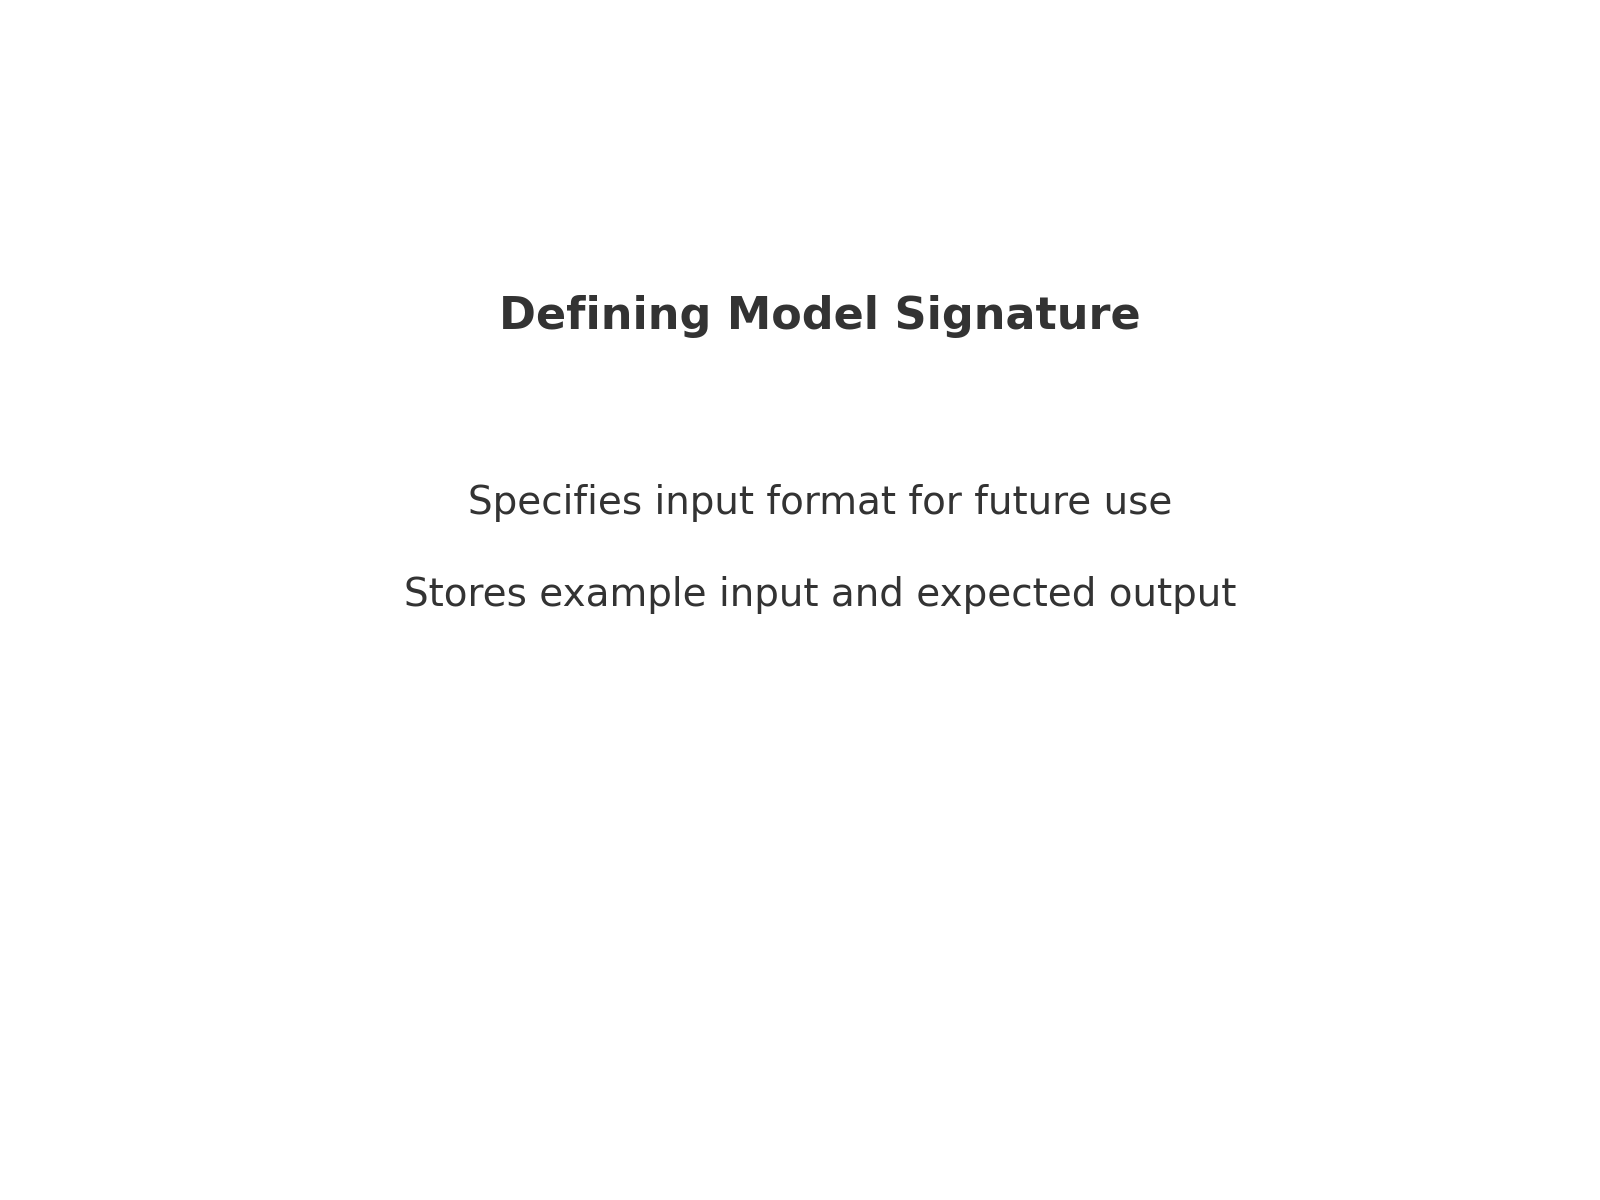 Defining Model Signature
Specifies input format for future use
Stores example input and expected output